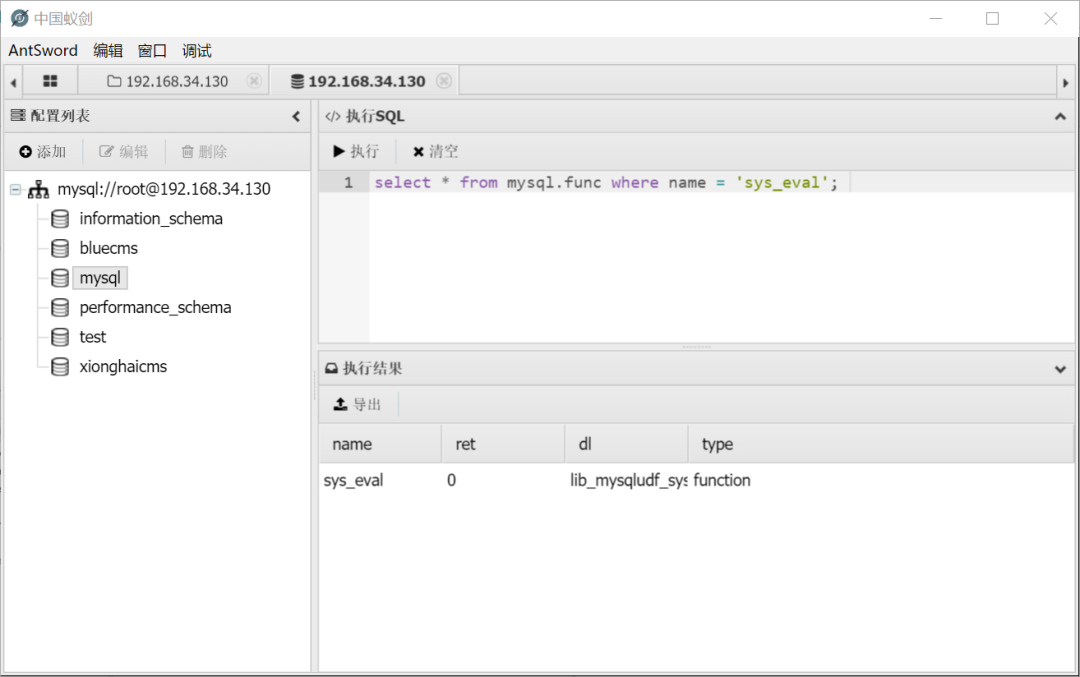 中国蚁剑
AntSword 编辑 窗口 调试
192.168.34.130 192.168.34.130
配置列表
添加 编辑 删除
mysql://root@192.168.34.130
information_schema
bluecms
mysql
performance_schema
test
xionghaicms
</> 执行SQL
执行 清空
1 select * from mysql.func where name = 'sys_eval';
执行结果
导出
name ret dl type
sys_eval 0 lib_mysqludf_sys function